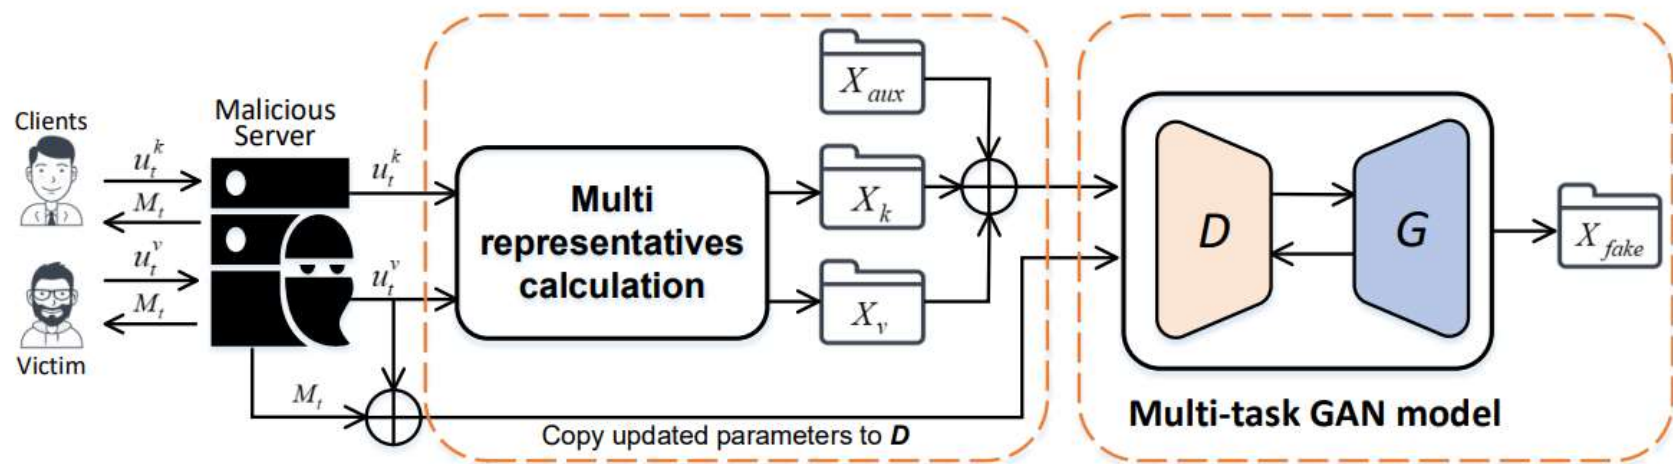 Clients
Malicious
Server
u_t^k
M_t
u_t^v
M_t
Victim
u_t^k
u_t^v
M_t
Multi
representatives
calculation
X_aux
X_k
X_v
Copy updated parameters to D
D
G
X_fake
Multi-task GAN model